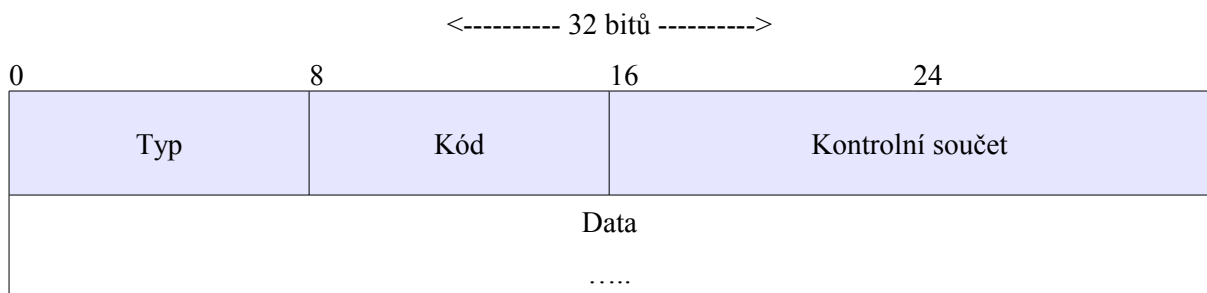 <---------- 32 bitů ---------->
0 8 16 24
Typ Kód Kontrolní součet
Data
…..